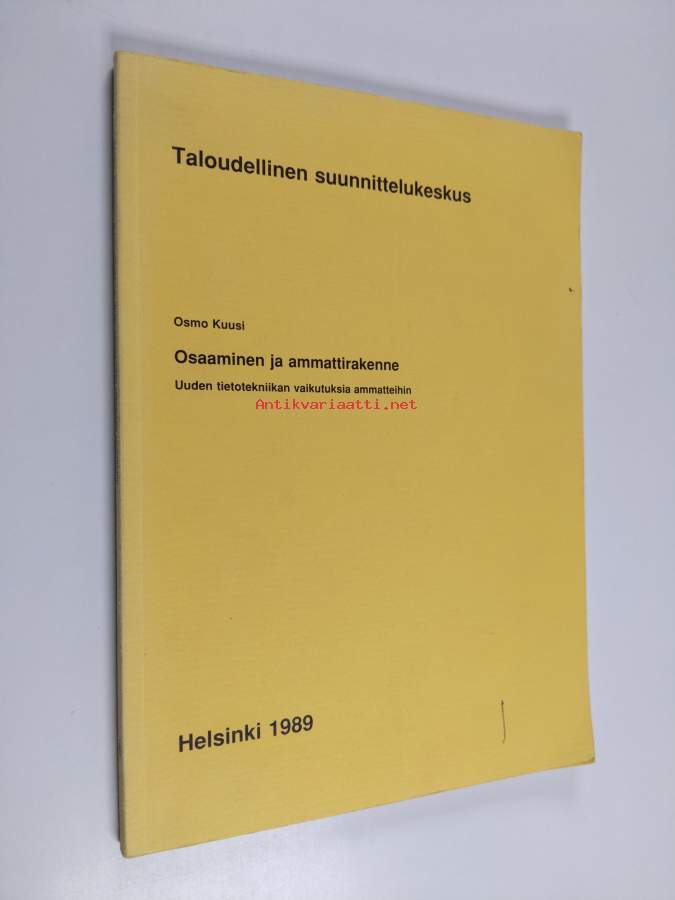 Taloudellinen suunnittelukeskus
Osmo Kuusi
Osaaminen ja ammattirakenne
Uuden tietotekniikan vaikutuksia ammatteihin
Antikvariaatti.net
Helsinki 1989